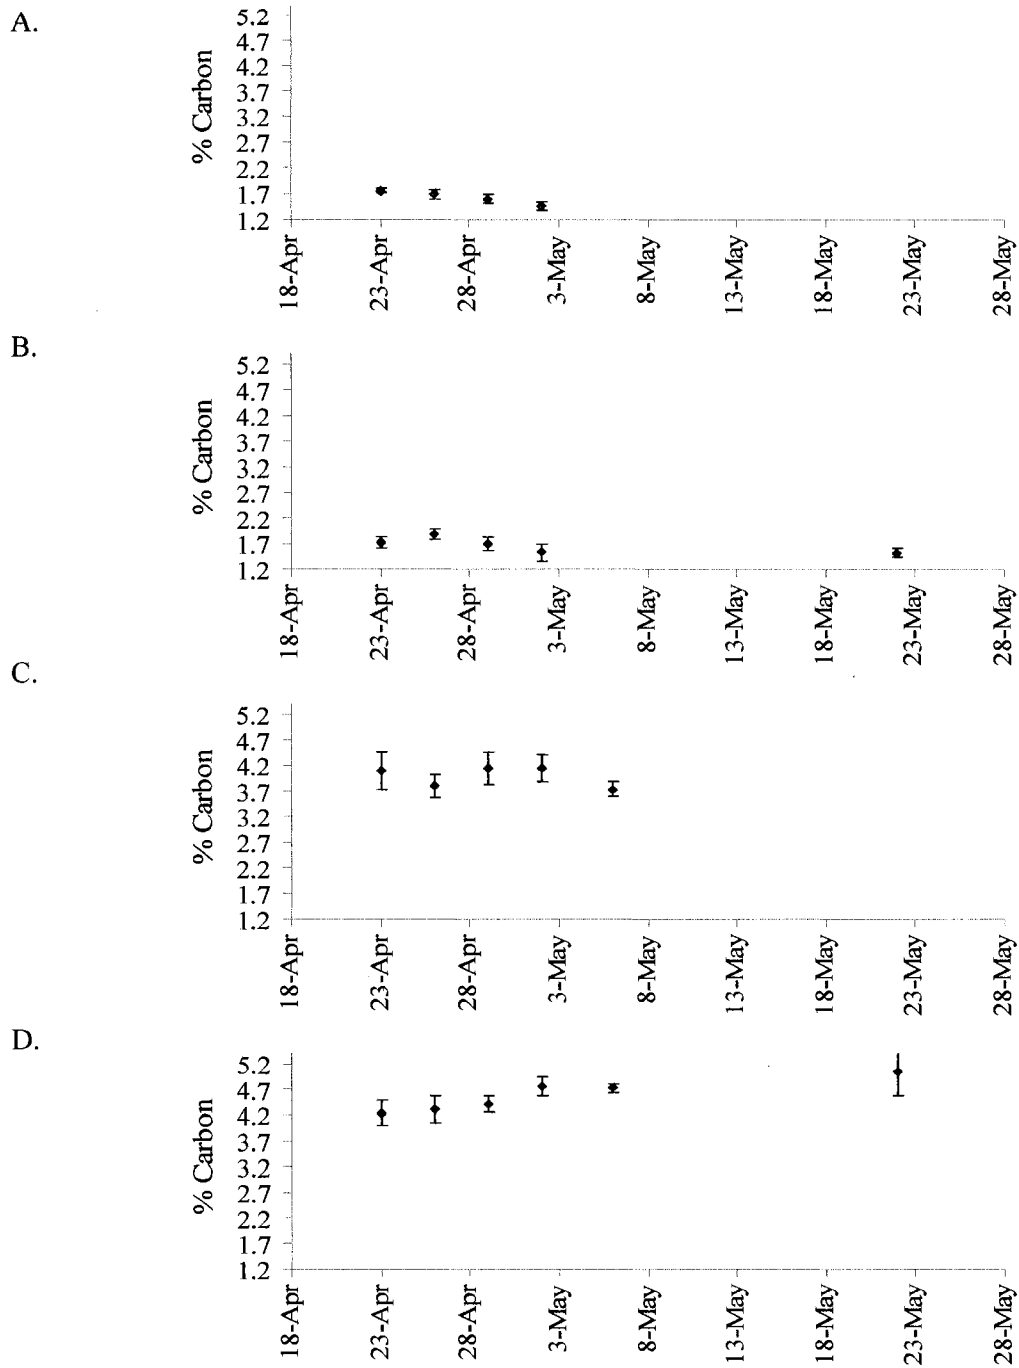 A.
% Carbon
5.2
4.7
4.2
3.7
3.2
2.7
2.2
1.7
1.2
18-Apr
23-Apr
28-Apr
3-May
8-May
13-May
18-May
23-May
28-May
B.
% Carbon
5.2
4.7
4.2
3.7
3.2
2.7
2.2
1.7
1.2
18-Apr
23-Apr
28-Apr
3-May
8-May
13-May
18-May
23-May
28-May
C.
% Carbon
5.2
4.7
4.2
3.7
3.2
2.7
2.2
1.7
1.2
18-Apr
23-Apr
28-Apr
3-May
8-May
13-May
18-May
23-May
28-May
D.
% Carbon
5.2
4.7
4.2
3.7
3.2
2.7
2.2
1.7
1.2
18-Apr
23-Apr
28-Apr
3-May
8-May
13-May
18-May
23-May
28-May